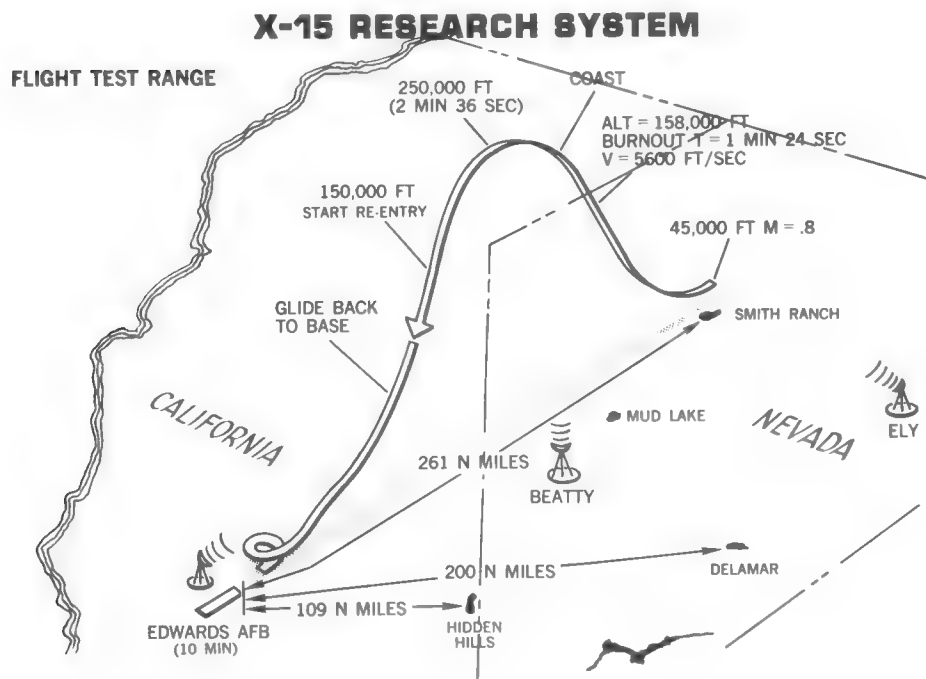 X-15 RESEARCH SYSTEM
FLIGHT TEST RANGE
250,000 FT
(2 MIN 36 SEC)
COAST
ALT = 158,000 FT
BURNOUT T = 1 MIN 24 SEC
V = 5600 FT/SEC
150,000 FT
START RE-ENTRY
45,000 FT M = .8
GLIDE BACK
TO BASE
SMITH RANCH
CALIFORNIA
MUD LAKE
NEVADA
ELY
261 N MILES
BEATTY
200 N MILES
DELAMAR
109 N MILES
EDWARDS AFB
(10 MIN)
HIDDEN
HILLS